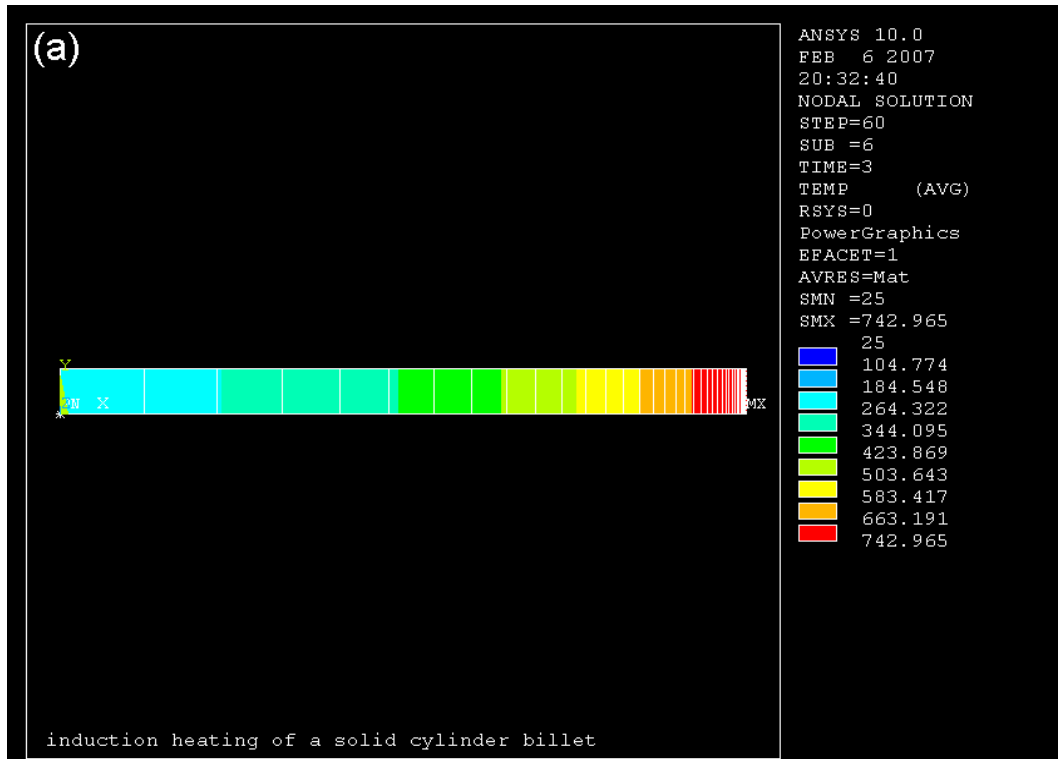 (a)
ANSYS 10.0
FEB  6 2007
20:32:40
NODAL SOLUTION
STEP=60
SUB =6
TIME=3
TEMP     (AVG)
RSYS=0
PowerGraphics
EFACET=1
AVRES=Mat
SMN =25
SMX =742.965
25
104.774
184.548
264.322
344.095
423.869
503.643
583.417
663.191
742.965
Y
X
MX
induction heating of a solid cylinder billet